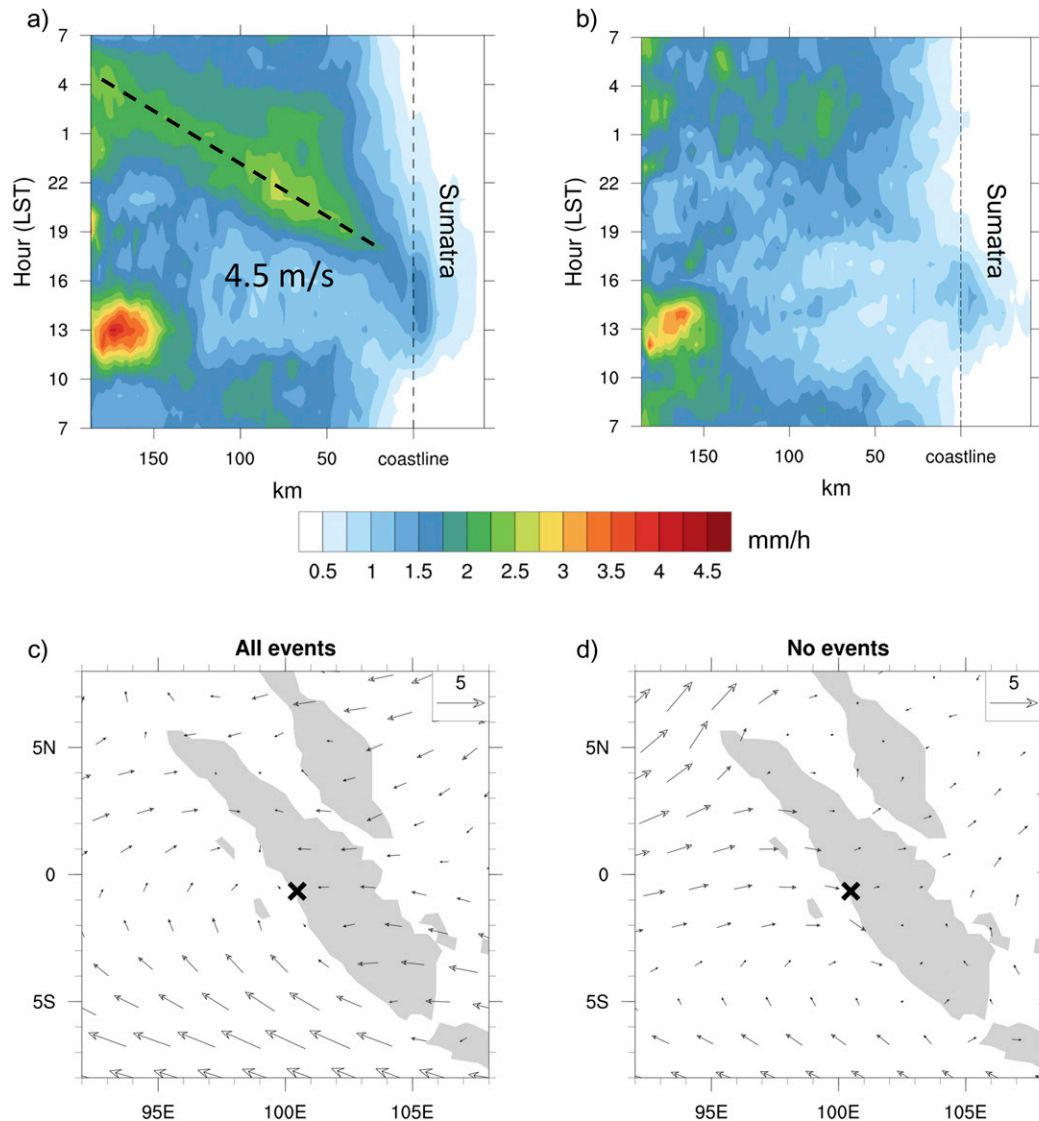 a)
b)
7
4
1
22
19
16
13
10
7
Hour (LST)
4.5 m/s
Sumatra
150
100
50
coastline
km
7
4
1
22
19
16
13
10
7
Hour (LST)
Sumatra
150
100
50
coastline
km
0.5 1 1.5 2 2.5 3 3.5 4 4.5
mm/h
c)
All events
5
5N
0
5S
95E 100E 105E
d)
No events
5
5N
0
5S
95E 100E 105E